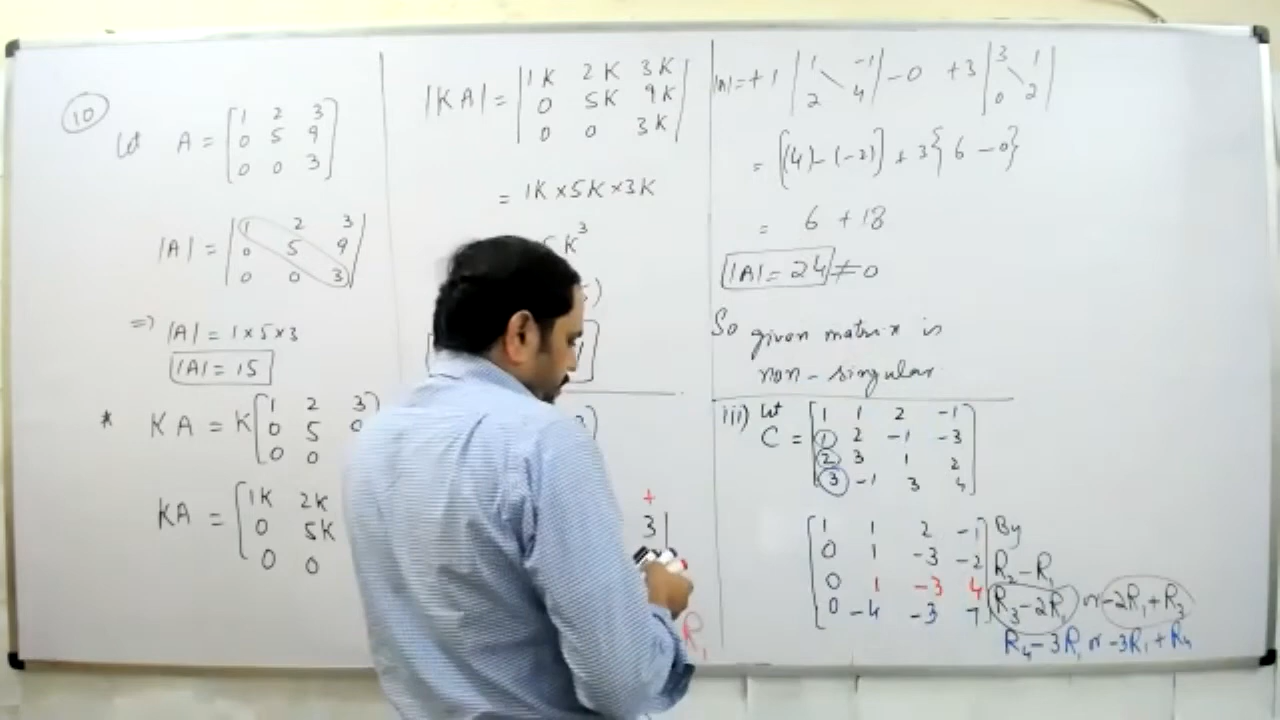 10
Let A = [1 2 3
0 5 9
0 0 3]
|A| = |1 2 3
0 5 9
0 0 3|
=> |A| = 1 x 5 x 3
|A| = 15
* KA = K[1 2 3]
0 5
0 0
KA = [1K 2K
0 5K
0 0
|KA| = |1K 2K 3K|
0 5K 9K
0 0 3K
= 1K x 5K x 3K
K³
+
3|
R₁
|A| = +1 |1 -1| - 0 + 3 |3 1|
2 4 0 2
= [(4) - (-2)] + 3{6 - 0}
= 6 + 18
|A| = 24 ≠ 0
So given matrix is
non-singular.
iii) Let C = [1 1 2 -1
1 2 -1 -3
2 3 1 2
3 -1 3 4]
[1 1 2 -1] By
0 1 -3 -2 R₂ - R₁
0 1 -3 4 R₃ - 2R₁ or -2R₁ + R₃
0 -4 -3 7
R₄ - 3R₁ or -3R₁ + R₄